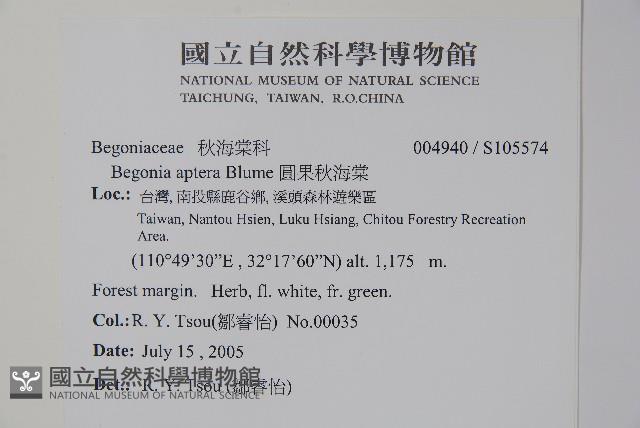 國立自然科學博物館
NATIONAL MUSEUM OF NATURAL SCIENCE
TAICHUNG, TAIWAN, R.O.CHINA
Begoniaceae 秋海棠科 004940 / S105574
Begonia aptera Blume 圓果秋海棠
Loc.: 台灣, 南投縣鹿谷鄉, 溪頭森林遊樂區
Taiwan, Nantou Hsien, Luku Hsiang, Chitou Forestry Recreation
Area.
(110°49’30”E , 32°17’60”N) alt. 1,175 m.
Forest margin. Herb, fl. white, fr. green.
Col.: R. Y. Tsou(鄒睿怡) No.00035
Date: July 15 , 2005
Det.: R. Y. Tsou (鄒睿怡)
國立自然科學博物館
NATIONAL MUSEUM OF NATURAL SCIENCE